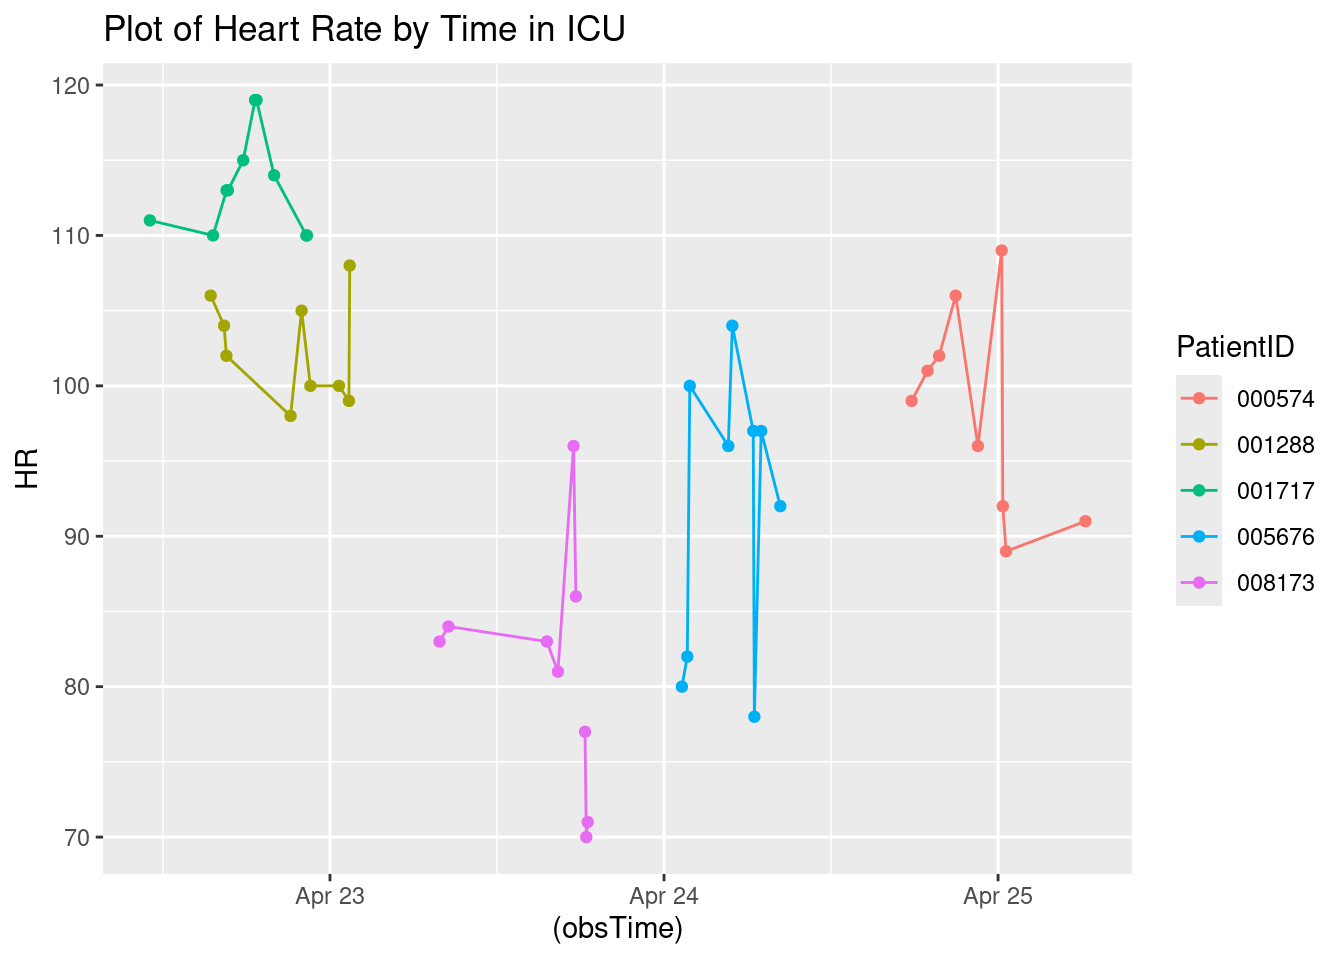 Plot of Heart Rate by Time in ICU
120
110
100
90
80
70
HR
Apr 23
Apr 24
Apr 25
(obsTime)
PatientID
000574
001288
001717
005676
008173